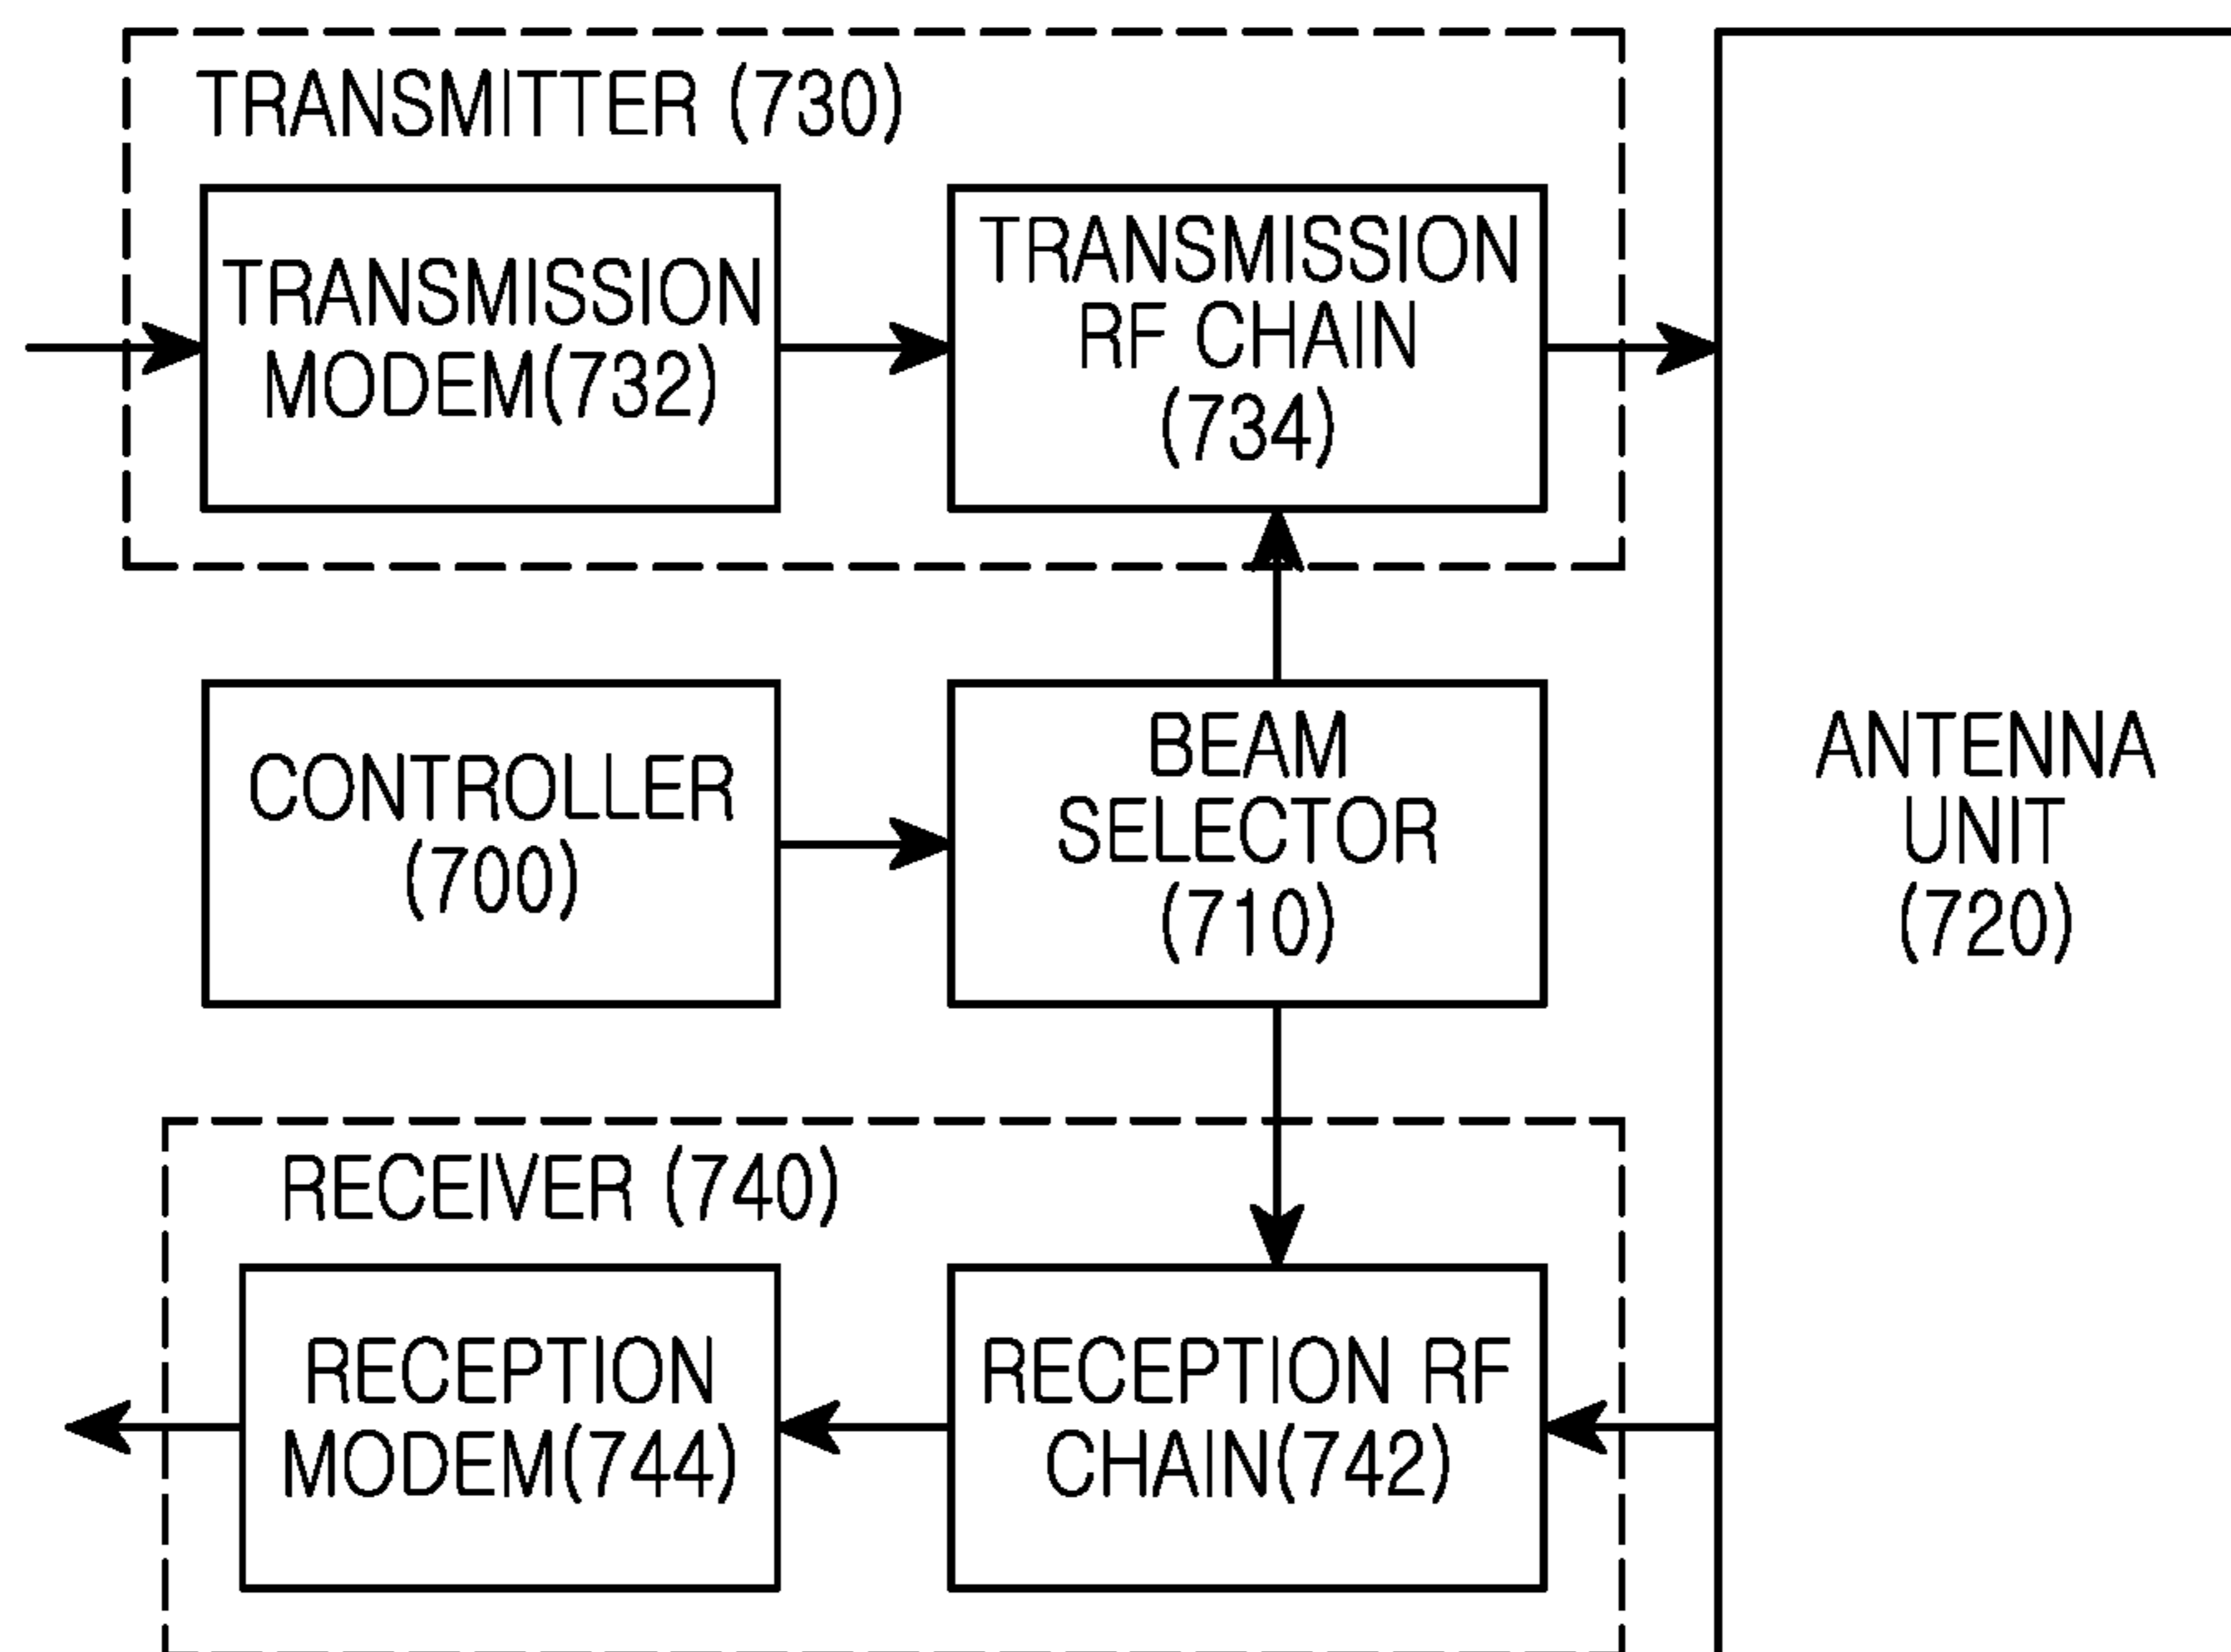 TRANSMITTER (730)
TRANSMISSION
MODEM(732)
TRANSMISSION
RF CHAIN
(734)
CONTROLLER
(700)
BEAM
SELECTOR
(710)
ANTENNA
UNIT
(720)
RECEIVER (740)
RECEPTION
MODEM(744)
RECEPTION RF
CHAIN(742)